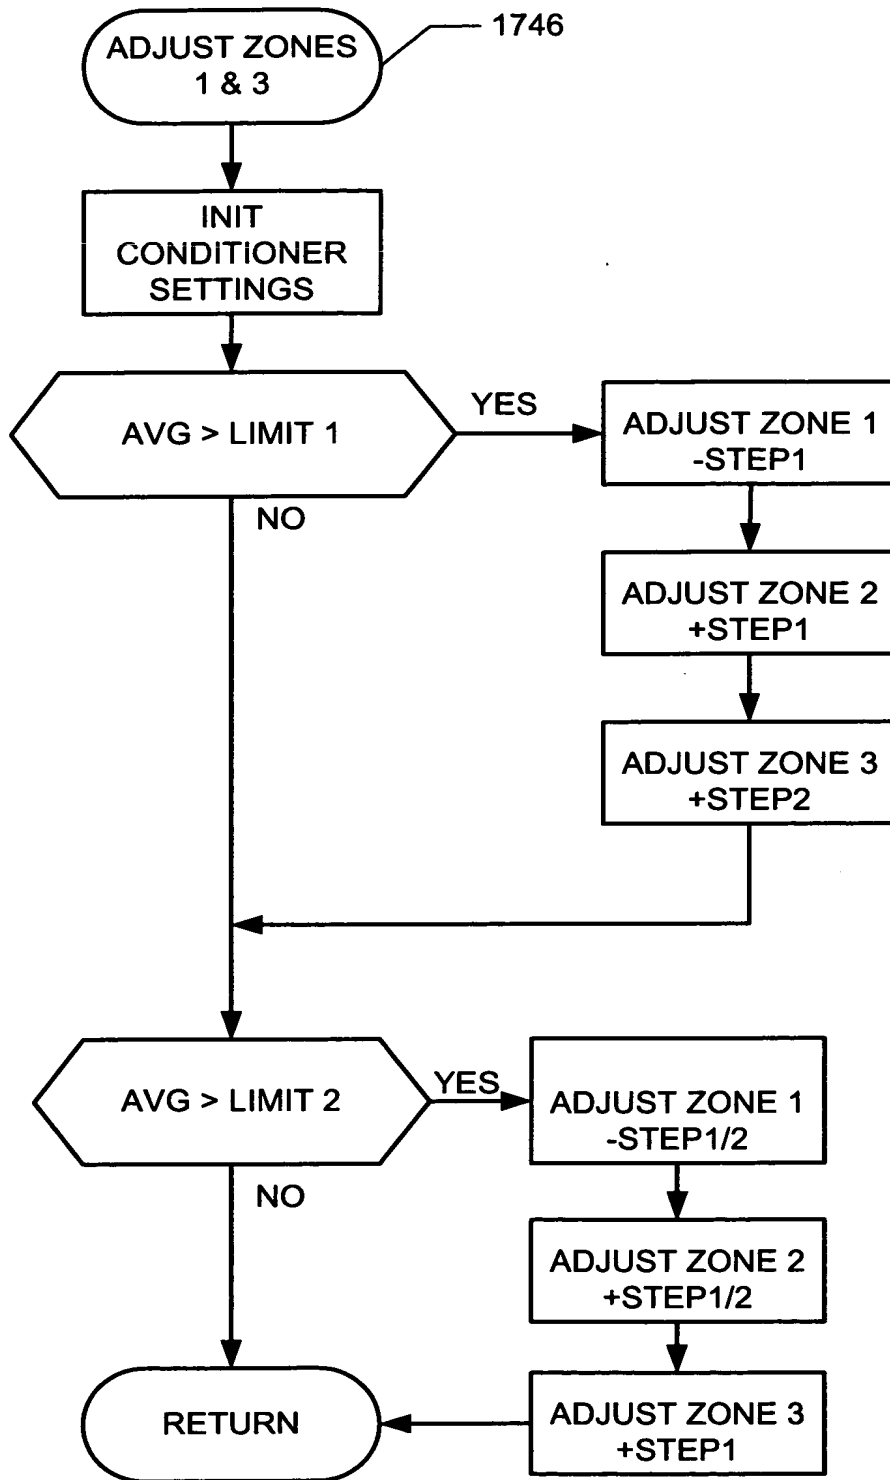 ADJUST ZONES
1 & 3
1746
INIT
CONDITIONER
SETTINGS
AVG > LIMIT 1
YES
NO
ADJUST ZONE 1
-STEP1
ADJUST ZONE 2
+STEP1
ADJUST ZONE 3
+STEP2
AVG > LIMIT 2
YES
NO
ADJUST ZONE 1
-STEP1/2
ADJUST ZONE 2
+STEP1/2
ADJUST ZONE 3
+STEP1
RETURN